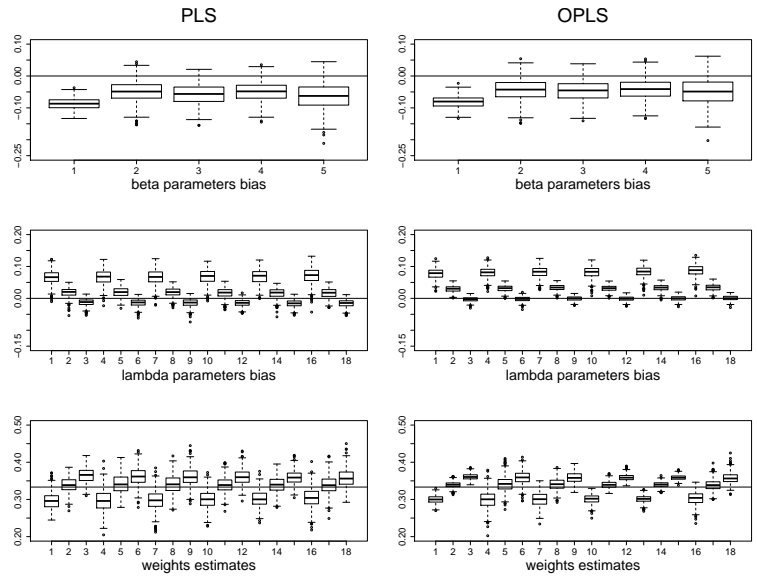 PLS OPLS
0.10 0.10
0.00 0.00
−0.10 −0.10
−0.25 −0.25
1 2 3 4 5 1 2 3 4 5
beta parameters bias beta parameters bias
0.20 0.20
0.10 0.10
0.00 0.00
−0.15 −0.15
1 2 3 4 5 6 7 8 9 10 12 14 16 18 1 2 3 4 5 6 7 8 9 10 12 14 16 18
lambda parameters bias lambda parameters bias
0.50 0.50
0.40 0.40
0.30 0.30
0.20 0.20
1 2 3 4 5 6 7 8 9 10 12 14 16 18 1 2 3 4 5 6 7 8 9 10 12 14 16 18
weights estimates weights estimates